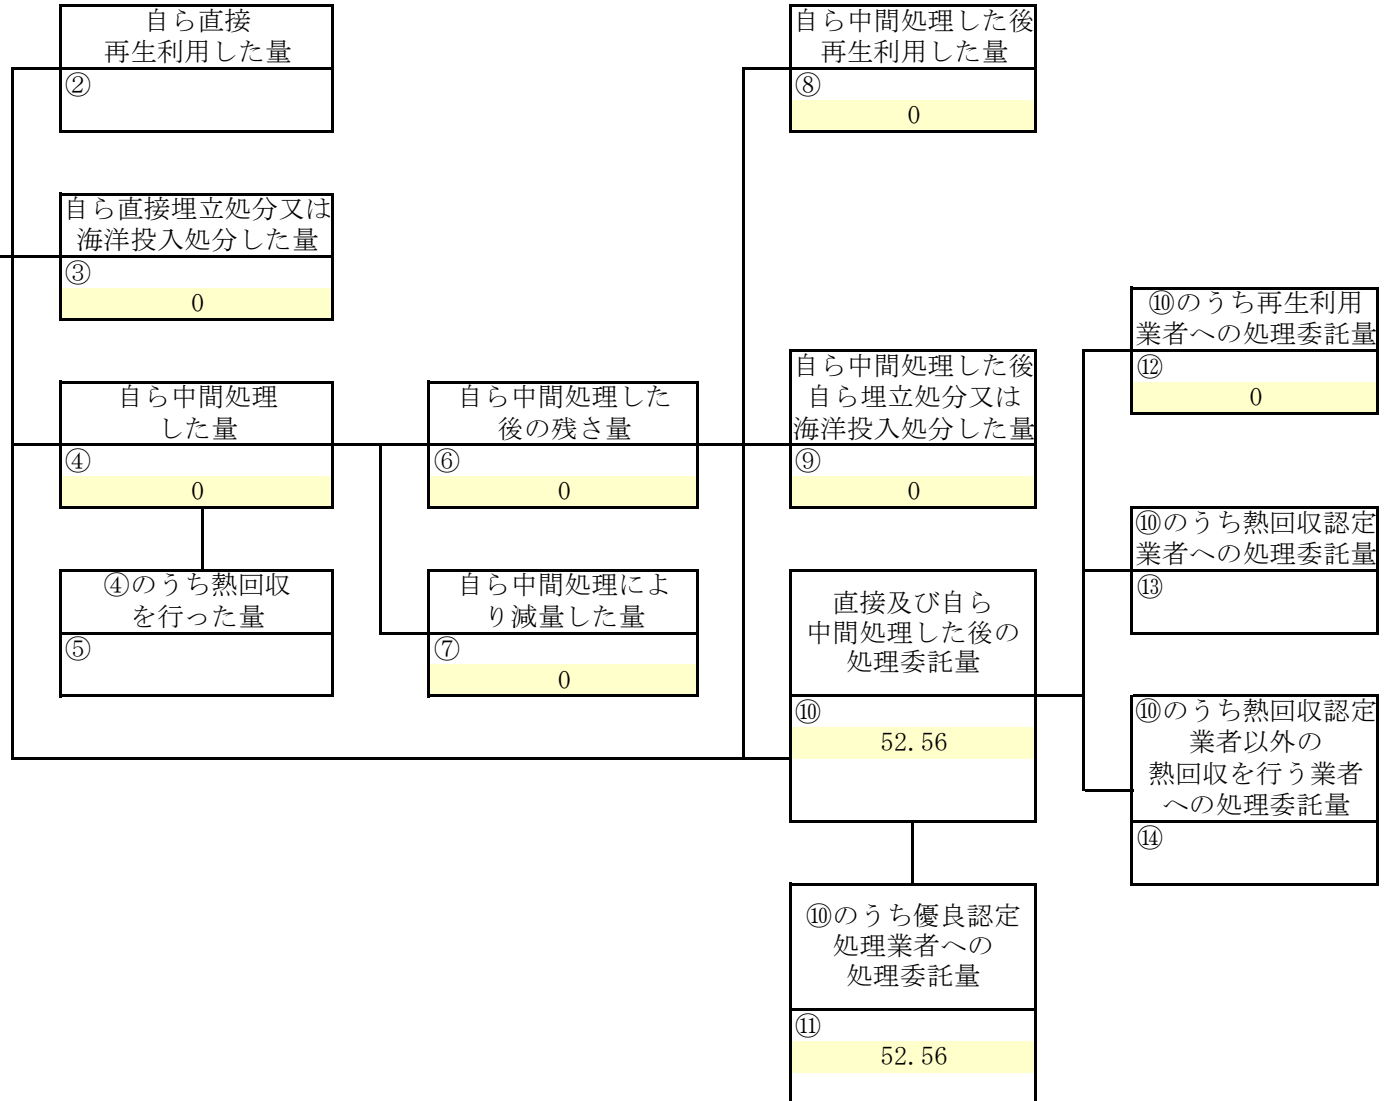 自ら直接
再生利用した量
②
自ら直接埋立処分又は
海洋投入処分した量
③
0
自ら中間処理
した量
④
0
④のうち熱回収
を行った量
⑤
自ら中間処理した
後の残さ量
⑥
0
自ら中間処理によ
り減量した量
⑦
0
自ら中間処理した後
再生利用した量
⑧
0
自ら中間処理した後
自ら埋立処分又は
海洋投入処分した量
⑨
0
直接及び自ら
中間処理した後の
処理委託量
⑩
52.56
⑩のうち優良認定
処理業者への
処理委託量
⑪
52.56
⑩のうち再生利用
業者への処理委託量
⑫
0
⑩のうち熱回収認定
業者への処理委託量
⑬
⑩のうち熱回収認定
業者以外の
熱回収を行う業者
への処理委託量
⑭